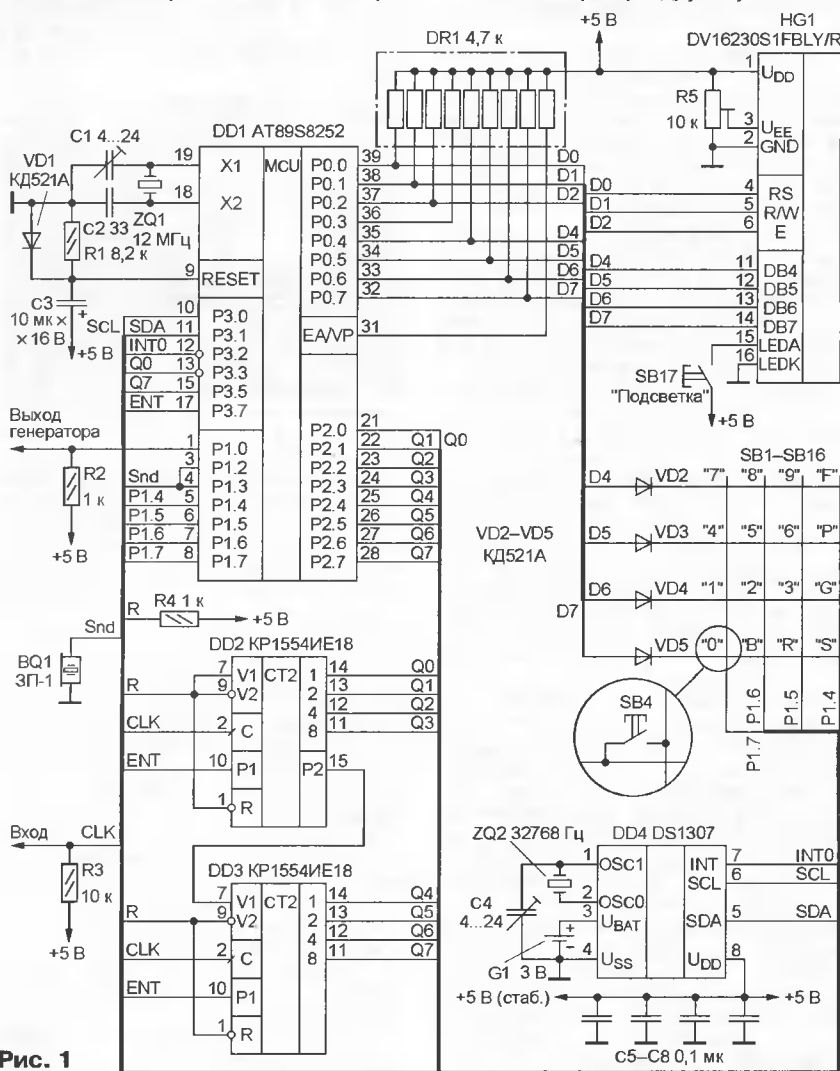 +5 В
HG1
DV16230S1FBLY/R
DR1 4,7 к
1
U_DD
R5
10 к
3
U_EE
2
GND
C1 4...24
DD1 AT89S8252
VD1
КД521А
19
X1
MCU
P0.0
39
D0
18
X2
P0.1
38
D1
D0
4
RS
P0.2
37
D2
D1
5
R/W
C2 33
ZQ1
P0.3
36
D2
6
E
R1 8,2 к
12 МГц
P0.4
35
D4
P0.5
34
D5
D4
11
DB4
9
RESET
P0.6
33
D6
D5
12
DB5
P0.7
32
D7
D6
13
DB6
C3
10 мк ×
× 16 В
+
+5 В
D7
14
DB7
10
P3.0
EA/VP
31
15
LEDA
SCL
SDA
11
P3.1
16
LEDK
INT0
12
P3.2
Q0
13
P3.3
SB17
"Подсветка"
Q7
15
P3.5
ENT
17
P3.7
+5 В
Выход
генератора
P2.0
21
1
P1.0
P2.1
22
Q1
Q0
3
P1.2
P2.2
23
Q2
SB1–SB16
Snd
4
P1.3
P2.3
24
Q3
D4
VD2
"7"
"8"
"9"
"F"
R2
1 к
P1.4
5
P1.4
P2.4
25
Q4
P1.5
6
P1.5
P2.5
26
Q5
VD2–VD5
КД521А
D5
VD3
"4"
"5"
"6"
"P"
P1.6
7
P1.6
P2.6
27
Q6
+5 В
P1.7
8
P1.7
P2.7
28
Q7
R
R4 1 к
+5 В
D6
VD4
"1"
"2"
"3"
"G"
D7
Snd
DD2 КР1554ИЕ18
VD5
"0"
"B"
"R"
"S"
BQ1
ЗП-1
7
V1
CT2
1
14
Q0
R
9
V2
2
13
Q1
4
12
Q2
CLK
2
C
8
11
Q3
SB4
P1.7
P1.6
P1.5
P1.4
ENT
10
P1
P2
15
1
R
Вход
CLK
ZQ2 32768 Гц
DD4 DS1307
DD3 КР1554ИЕ18
1
OSC1
INT
7
INT0
R3
10 к
7
V1
CT2
1
14
Q4
2
OSC0
SCL
6
SCL
R
9
V2
2
13
Q5
C4
4...24
3
U_BAT
SDA
5
SDA
+5 В
4
12
Q6
+
−
CLK
2
C
8
11
Q7
G1
3 В
4
U_SS
U_DD
8
ENT
10
P1
+5 В (стаб.)
+5 В
1
R
C5–C8 0,1 мк
Рис. 1